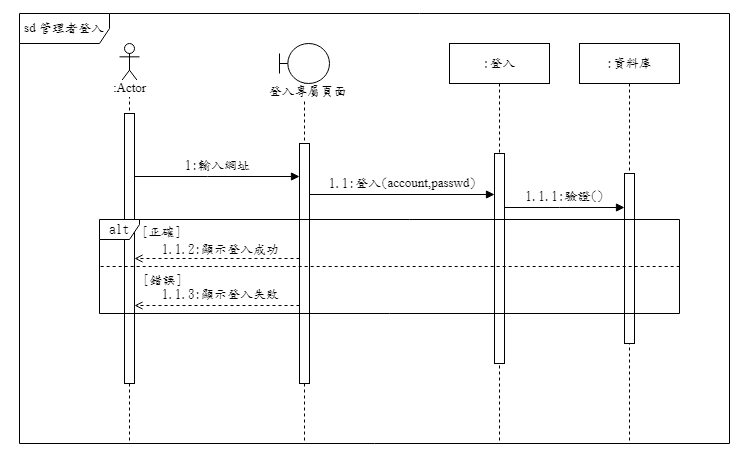 sd 管理者登入
:Actor
登入專屬頁面
:登入
:資料庫
1:輸入網址
1.1:登入(account,passwd)
1.1.1:驗證()
alt
[正確]
1.1.2:顯示登入成功
[錯誤]
1.1.3:顯示登入失敗